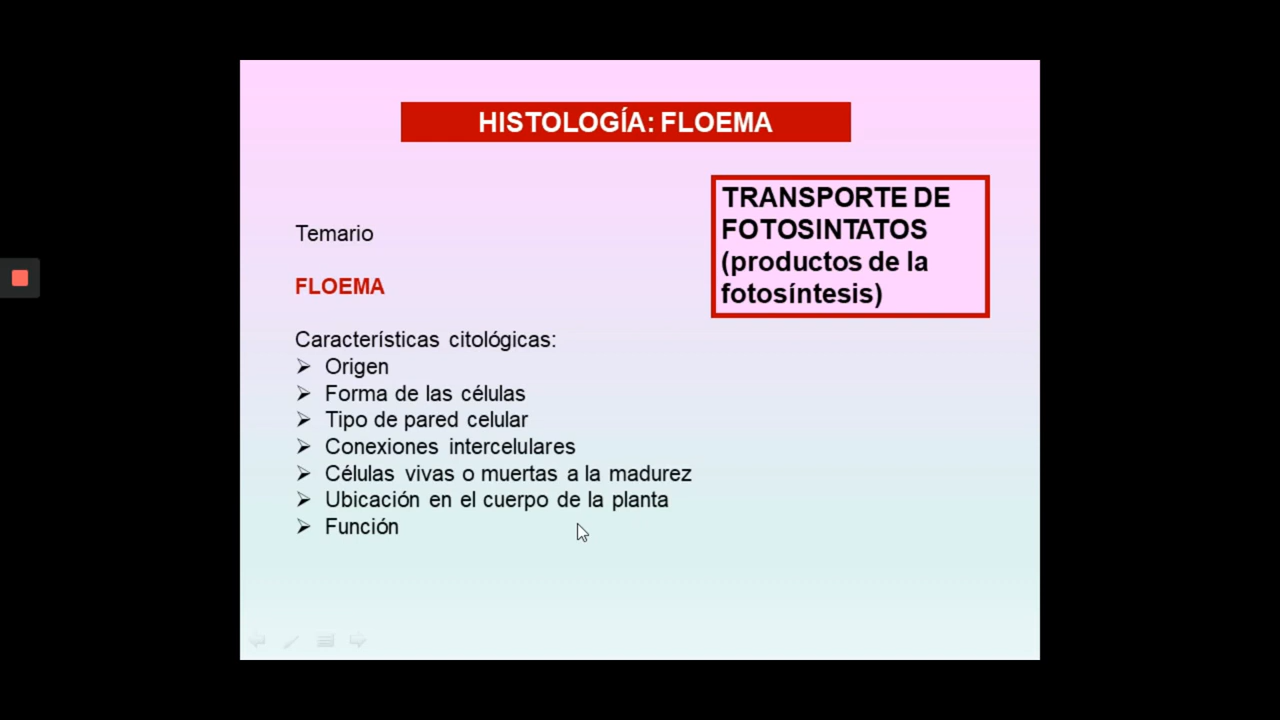 HISTOLOGÍA: FLOEMA
TRANSPORTE DE
FOTOSINTATOS
(productos de la
fotosíntesis)
Temario
FLOEMA
Características citológicas:
➢ Origen
➢ Forma de las células
➢ Tipo de pared celular
➢ Conexiones intercelulares
➢ Células vivas o muertas a la madurez
➢ Ubicación en el cuerpo de la planta
➢ Función